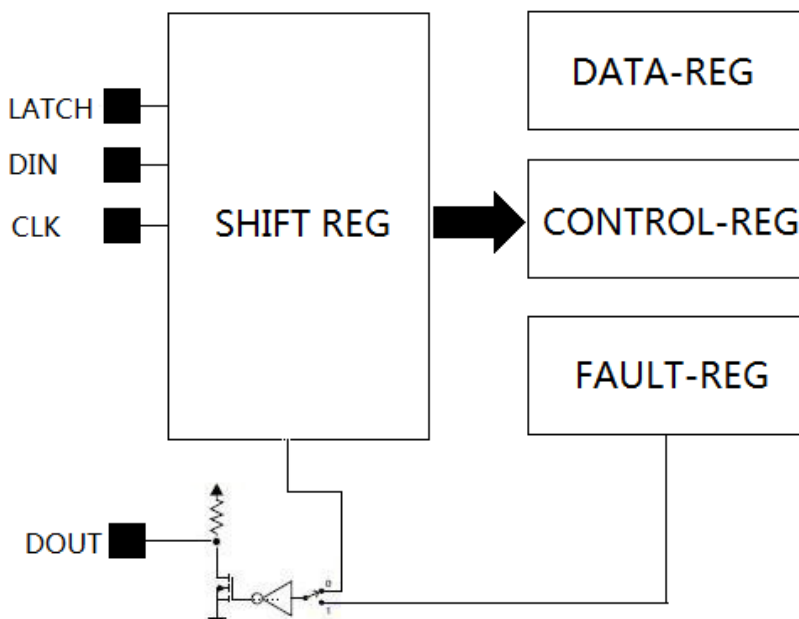 LATCH
DIN
CLK
SHIFT REG
DATA-REG
CONTROL-REG
FAULT-REG
DOUT
0
1